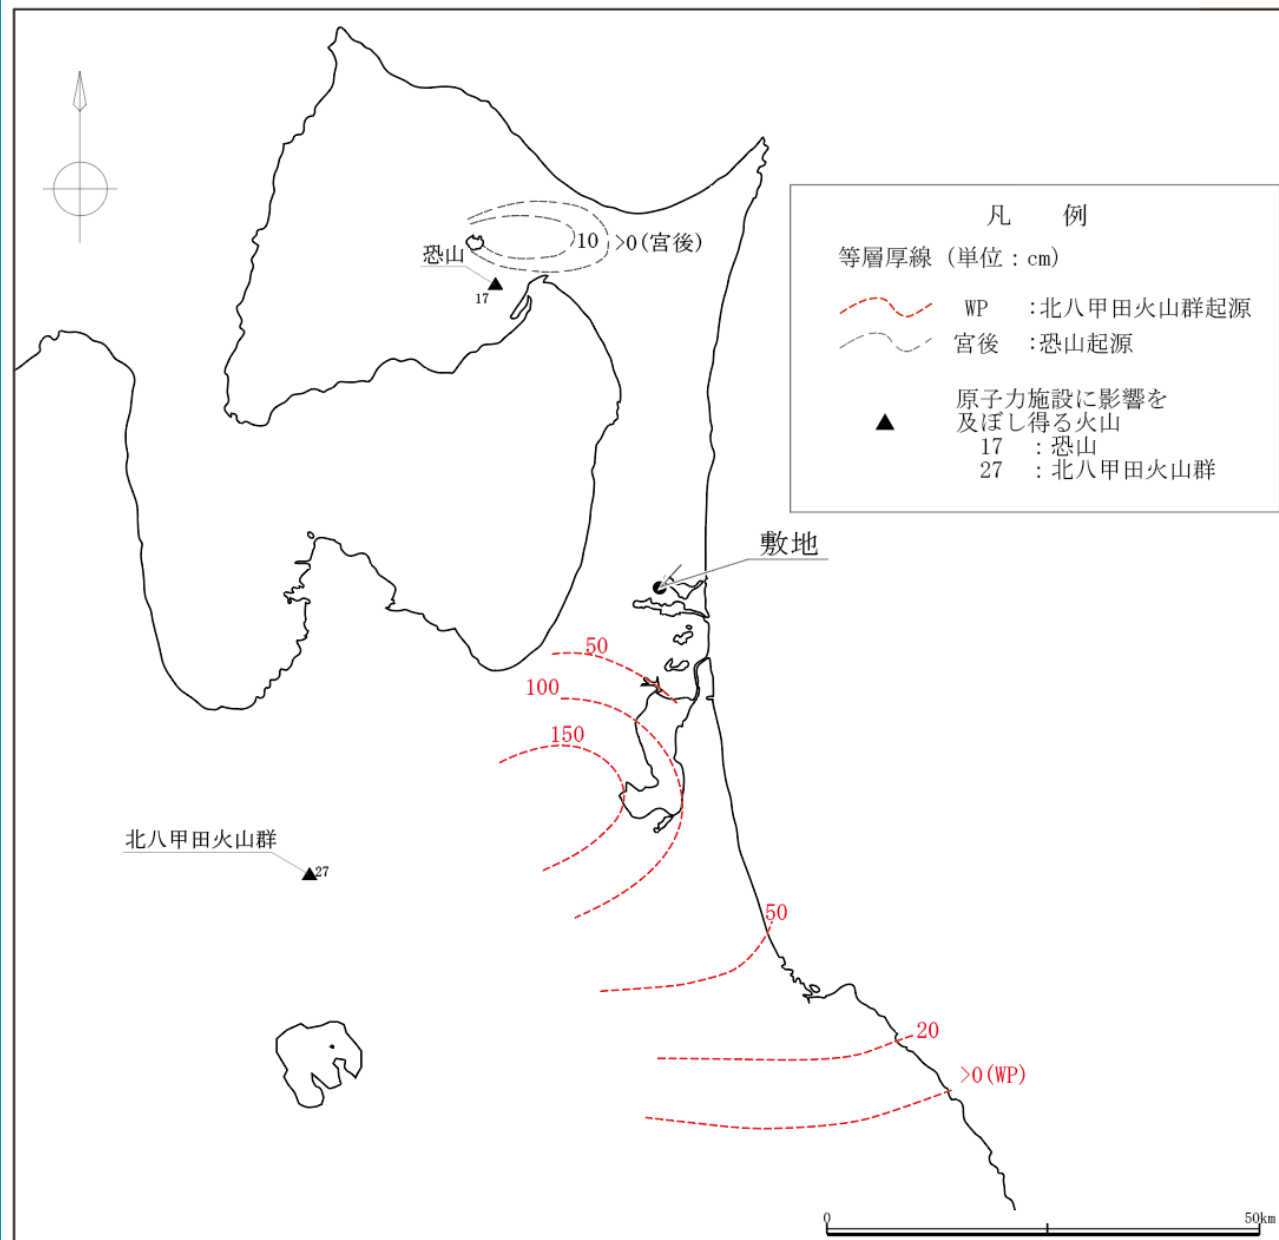 凡 例
等層厚線 (単位:cm)
WP :北八甲田火山群起源
宮後 :恐山起源
原子力施設に影響を
及ぼし得る火山
17 :恐山
27 :北八甲田火山群
10
>0(宮後)
恐山
17
敷地
50
100
150
北八甲田火山群
27
50
20
>0(WP)
0
50km